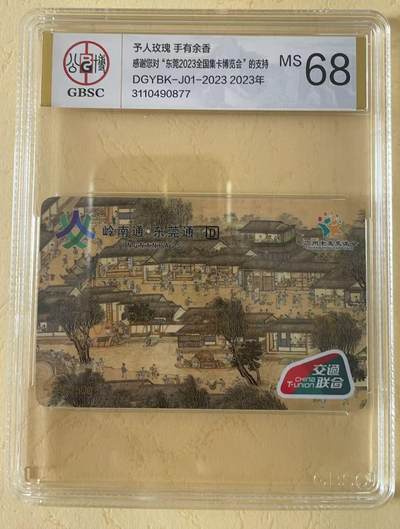 公 博
GBSC
予人玫瑰 手有余香
感谢您对“东莞2023全国集卡博览会”的支持
DGYBK-J01-2023 2023年
3110490877
MS 68
岭南通·东莞通
交通
联合
CHINA
T-UNION